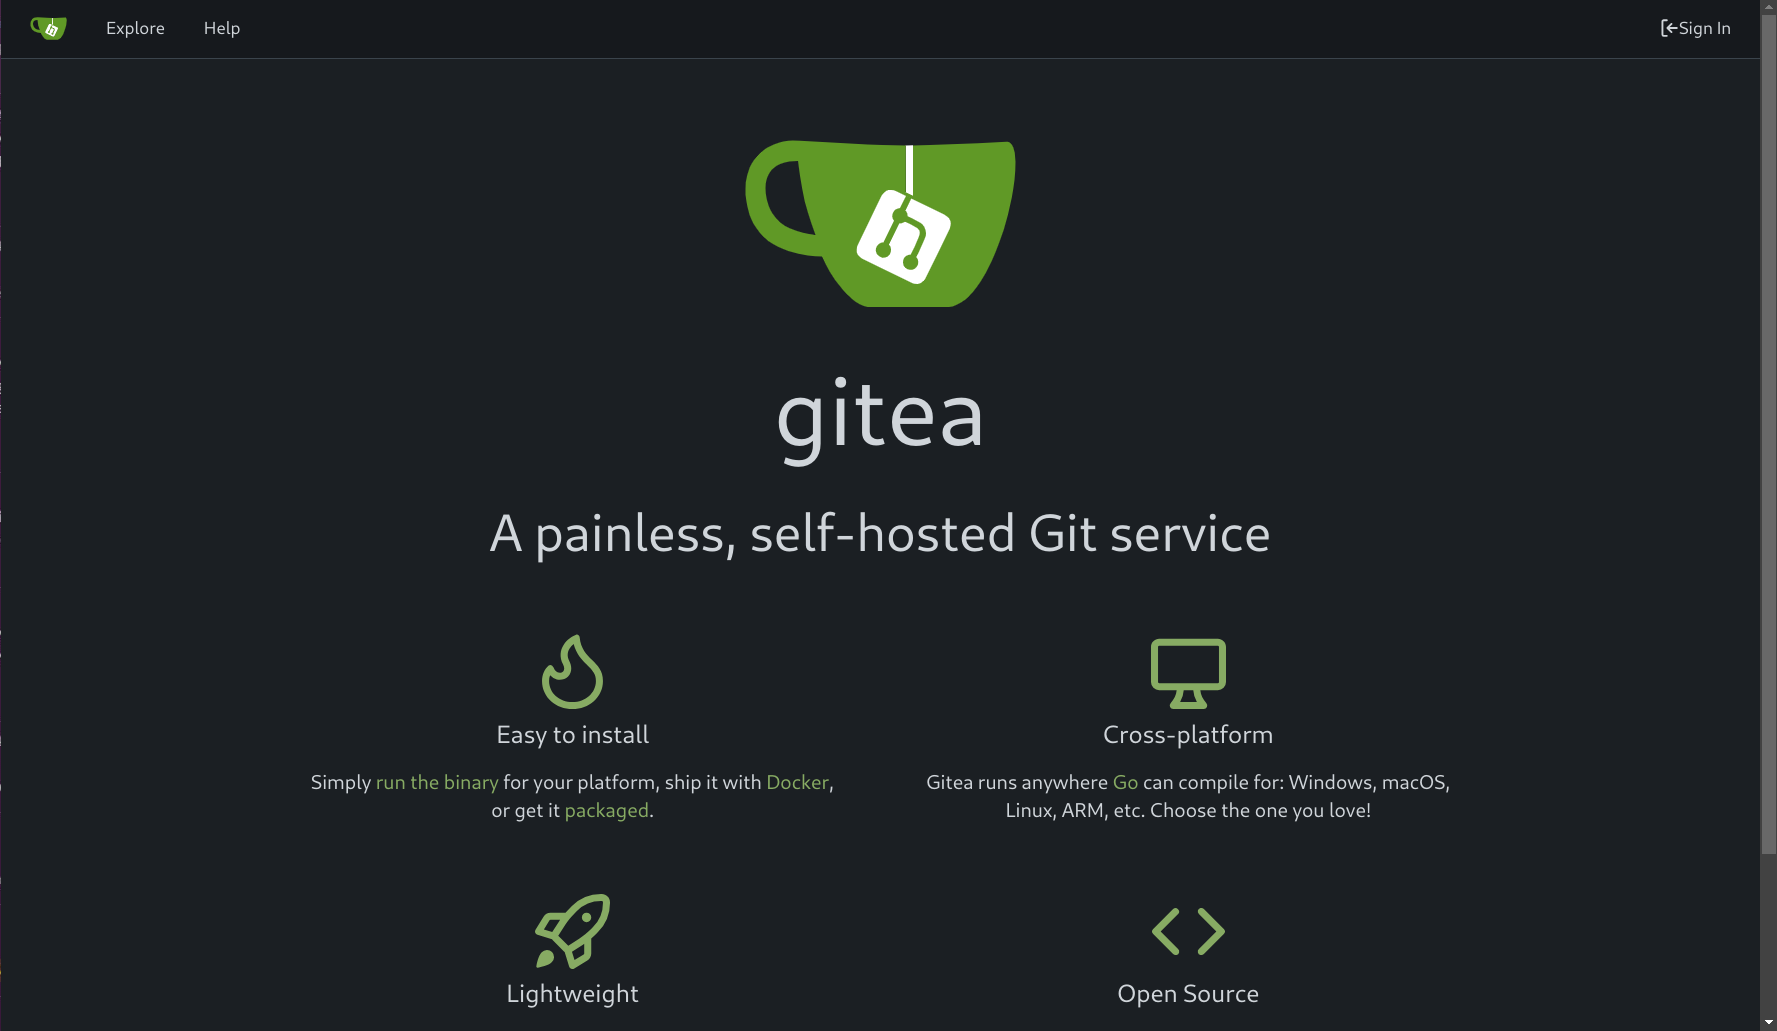 Explore Help Sign In
gitea
A painless, self-hosted Git service
Easy to install
Simply run the binary for your platform, ship it with Docker,
or get it packaged.
Cross-platform
Gitea runs anywhere Go can compile for: Windows, macOS,
Linux, ARM, etc. Choose the one you love!
Lightweight
Open Source